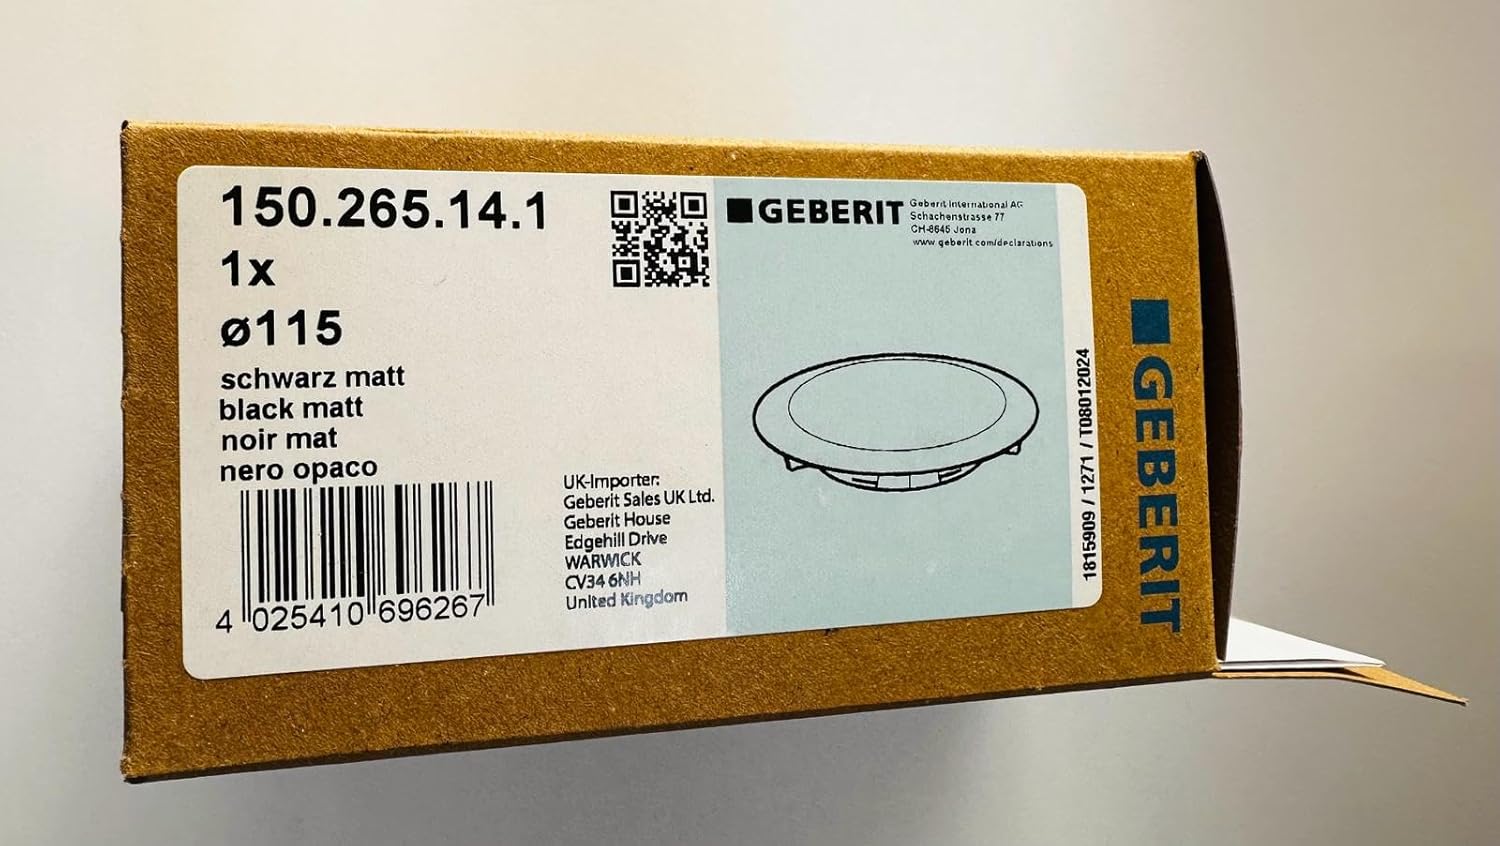 150.265.14.1
1x
ø115
schwarz matt
black matt
noir mat
nero opaco
4 025410 696267
UK-Importer:
Geberit Sales UK Ltd.
Geberit House
Edgehill Drive
WARWICK
CV34 6NH
United Kingdom
GEBERIT
Geberit International AG
Schachenstrasse 77
CH-8645 Jona
www.geberit.com/declarations
1815909 / 1271 / T08012024
GEBERIT